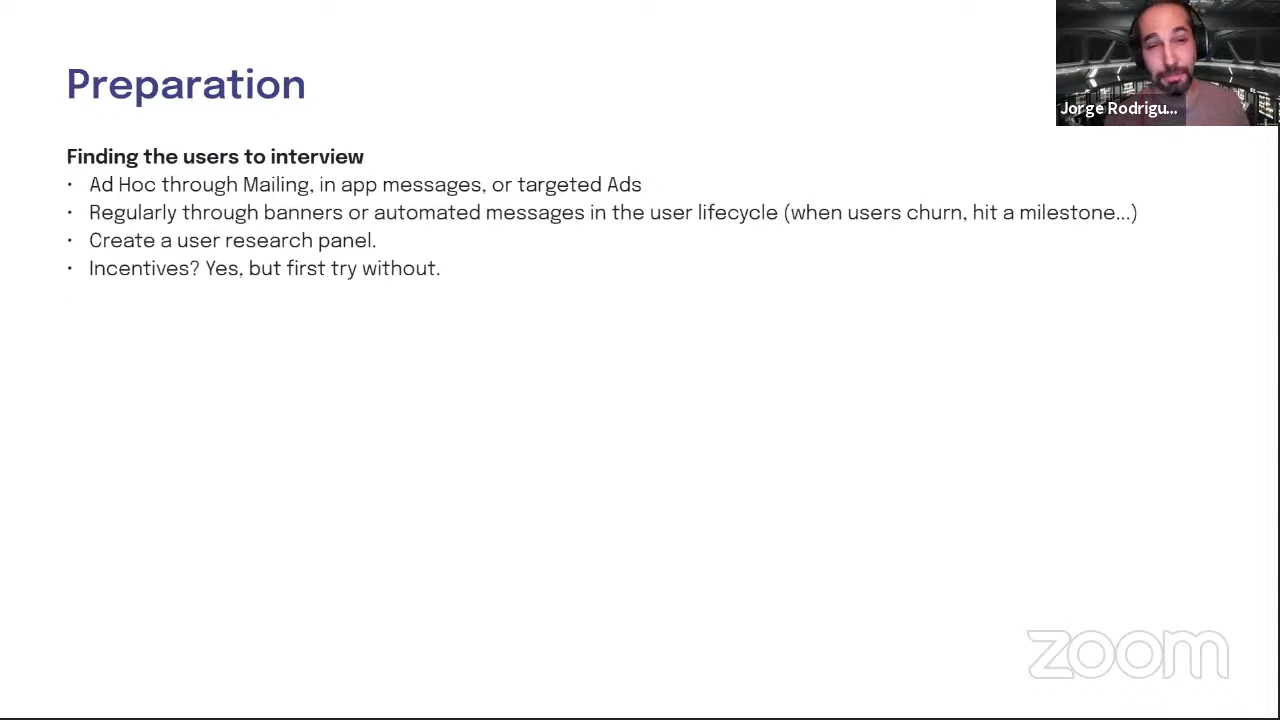 Preparation
Jorge Rodrigu...
Finding the users to interview
• Ad Hoc through Mailing, in app messages, or targeted Ads
• Regularly through banners or automated messages in the user lifecycle (when users churn, hit a milestone...)
• Create a user research panel.
• Incentives? Yes, but first try without.
zoom